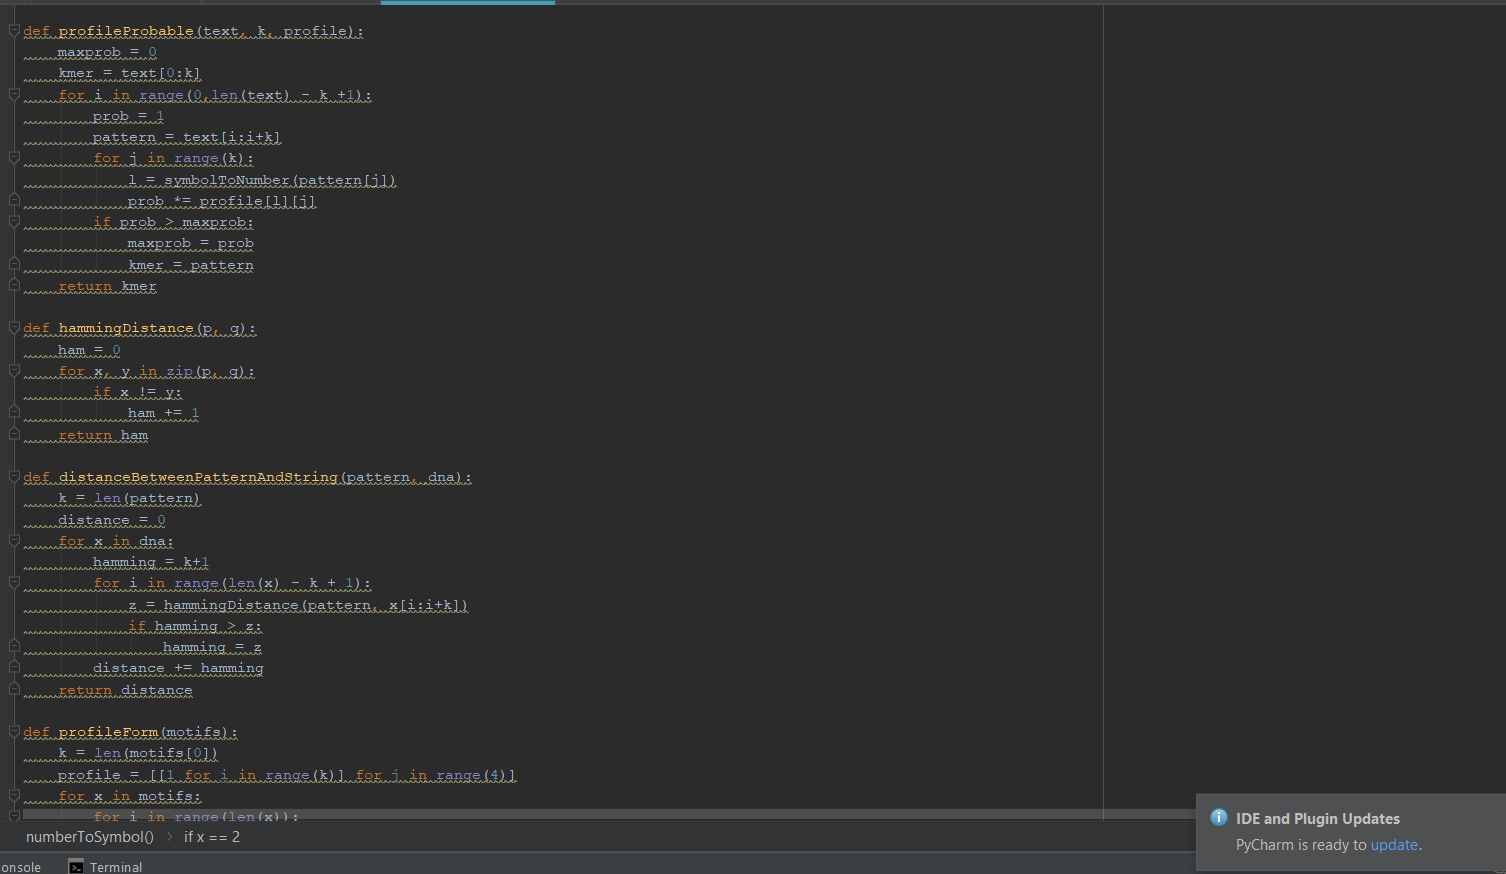 def profileProbable(text, k, profile):
    maxprob = 0
    kmer = text[0:k]
    for i in range(0,len(text) - k +1):
        prob = 1
        pattern = text[i:i+k]
        for j in range(k):
            l = symbolToNumber(pattern[j])
            prob *= profile[l][j]
        if prob > maxprob:
            maxprob = prob
            kmer = pattern
    return kmer
def hammingDistance(p, q):
    ham = 0
    for x, y in zip(p, q):
        if x != y:
            ham += 1
    return ham
def distanceBetweenPatternAndString(pattern, dna):
    k = len(pattern)
    distance = 0
    for x in dna:
        hamming = k+1
        for i in range(len(x) - k + 1):
            z = hammingDistance(pattern, x[i:i+k])
            if hamming > z:
                hamming = z
        distance += hamming
    return distance
def profileForm(motifs):
    k = len(motifs[0])
    profile = [[1 for i in range(k)] for j in range(4)]
    for x in motifs:
        for i in range(len(x)):
numberToSymbol() > if x == 2
IDE and Plugin Updates
PyCharm is ready to update.
onsole Terminal